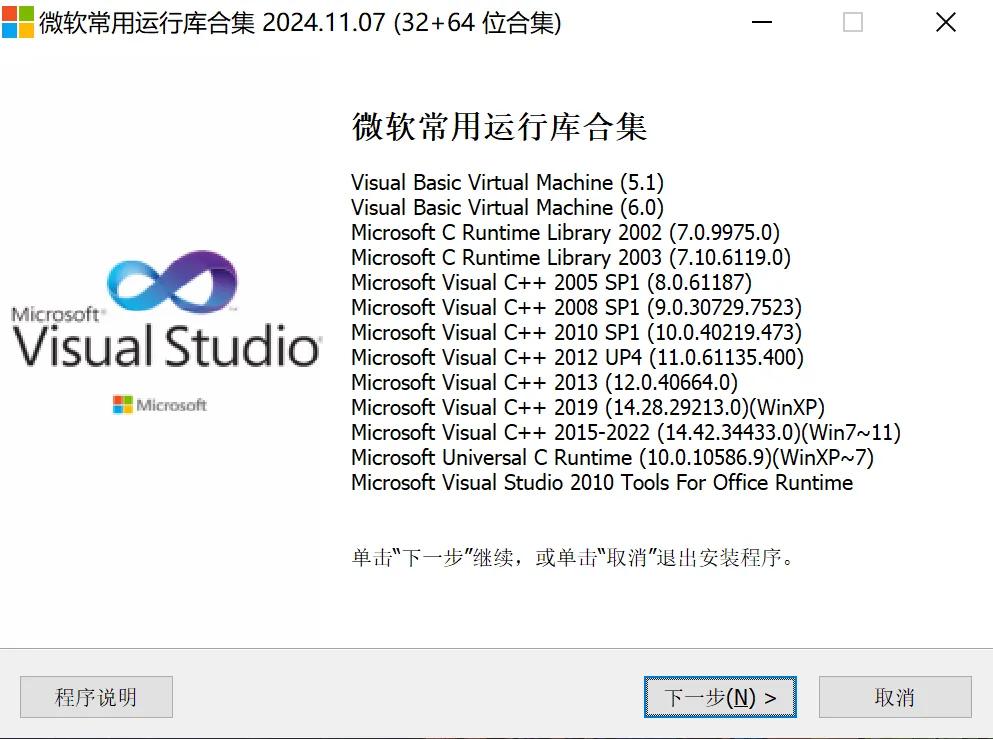 微软常用运行库合集 2024.11.07 (32+64 位合集)
微软常用运行库合集
Visual Basic Virtual Machine (5.1)
Visual Basic Virtual Machine (6.0)
Microsoft C Runtime Library 2002 (7.0.9975.0)
Microsoft C Runtime Library 2003 (7.10.6119.0)
Microsoft Visual C++ 2005 SP1 (8.0.61187)
Microsoft Visual C++ 2008 SP1 (9.0.30729.7523)
Microsoft Visual C++ 2010 SP1 (10.0.40219.473)
Microsoft Visual C++ 2012 UP4 (11.0.61135.400)
Microsoft Visual C++ 2013 (12.0.40664.0)
Microsoft Visual C++ 2019 (14.28.29213.0)(WinXP)
Microsoft Visual C++ 2015-2022 (14.42.34433.0)(Win7~11)
Microsoft Universal C Runtime (10.0.10586.9)(WinXP~7)
Microsoft Visual Studio 2010 Tools For Office Runtime
Microsoft
Visual Studio
Microsoft
单击“下一步”继续，或单击“取消”退出安装程序。
程序说明
下一步(N) >
取消